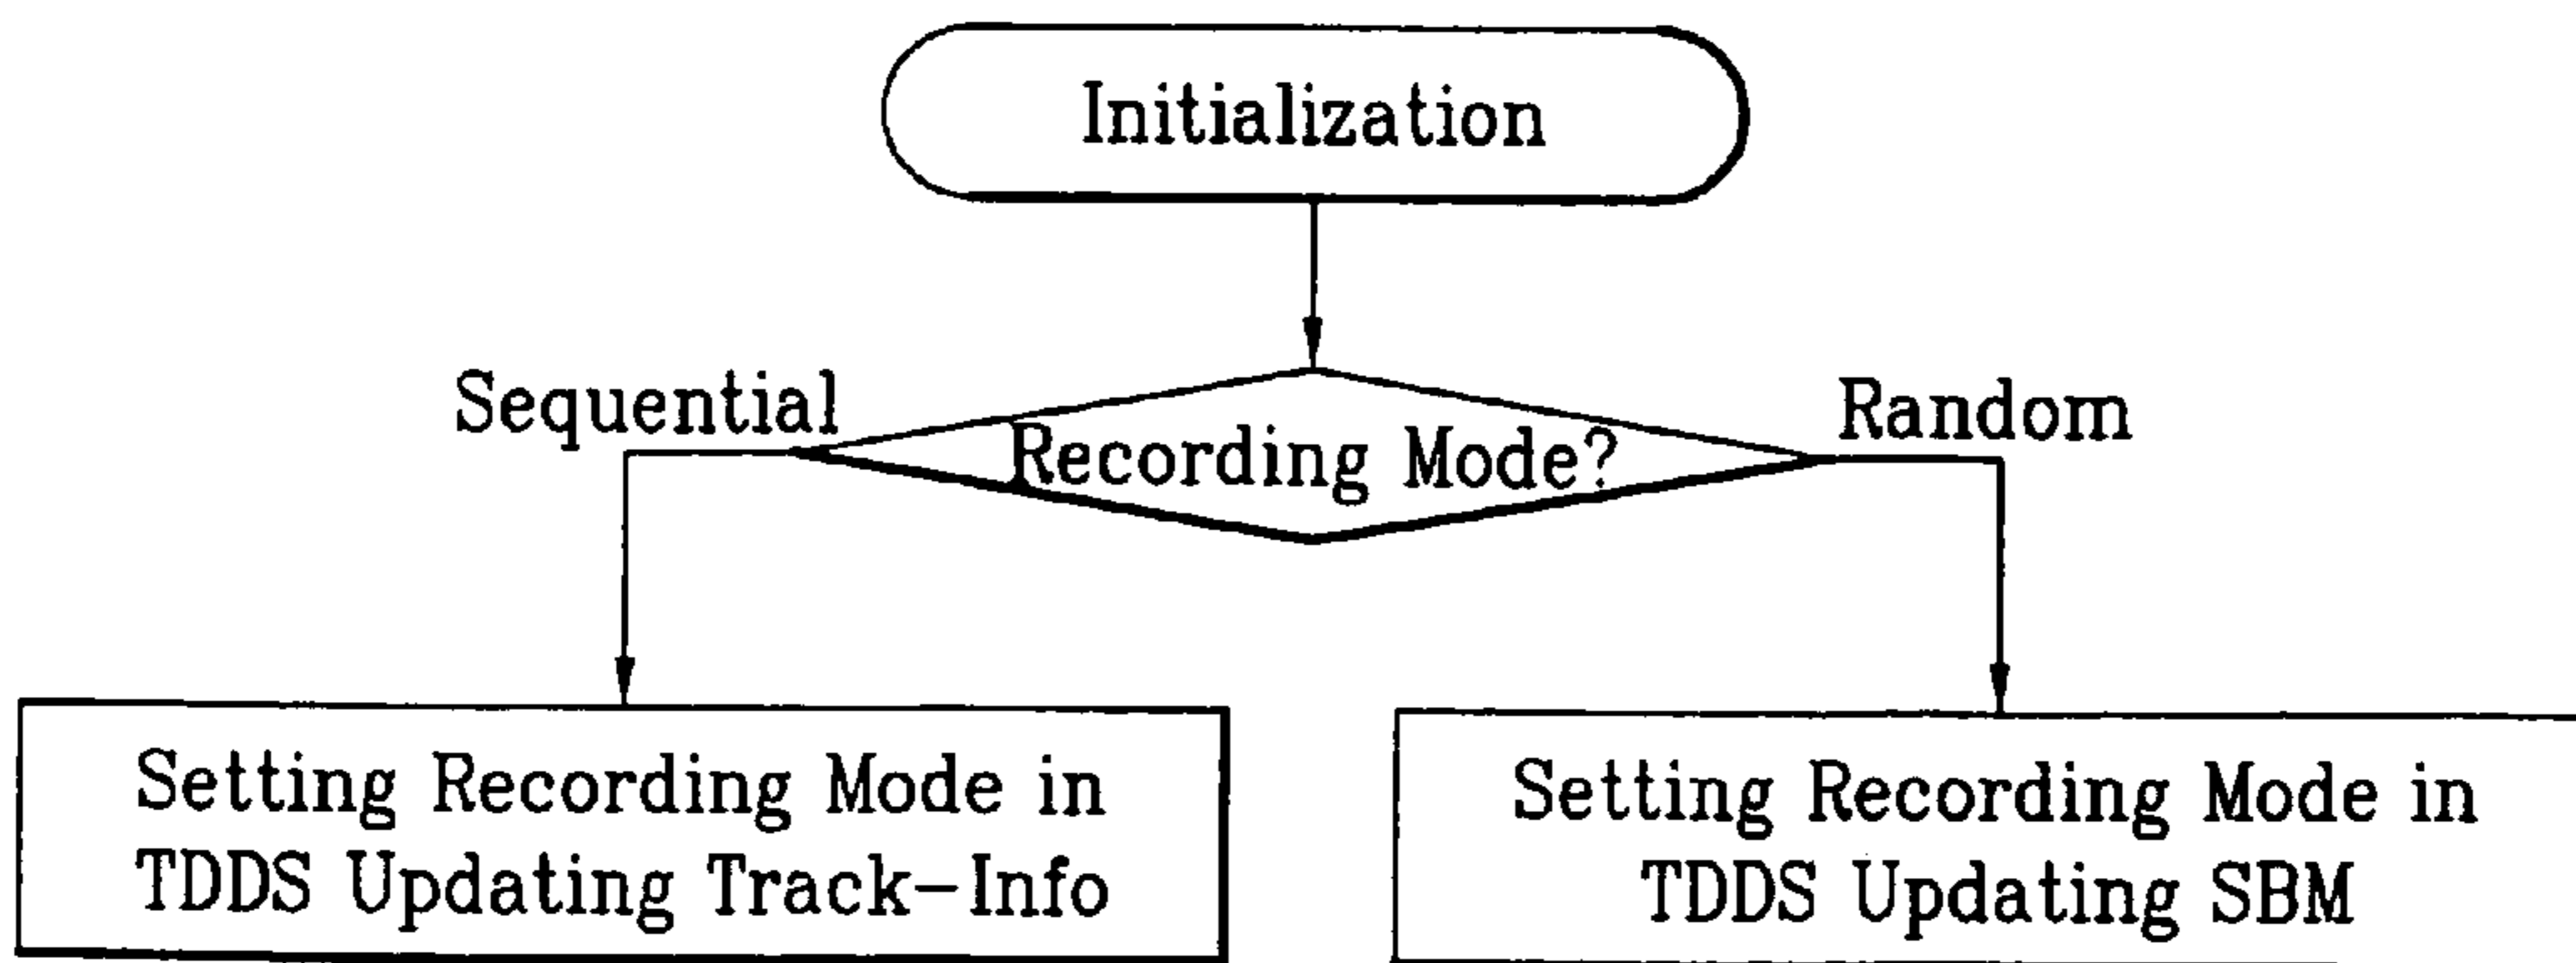 Initialization
Sequential
Random
Recording Mode?
Setting Recording Mode in
TDDS Updating Track-Info
Setting Recording Mode in
TDDS Updating SBM